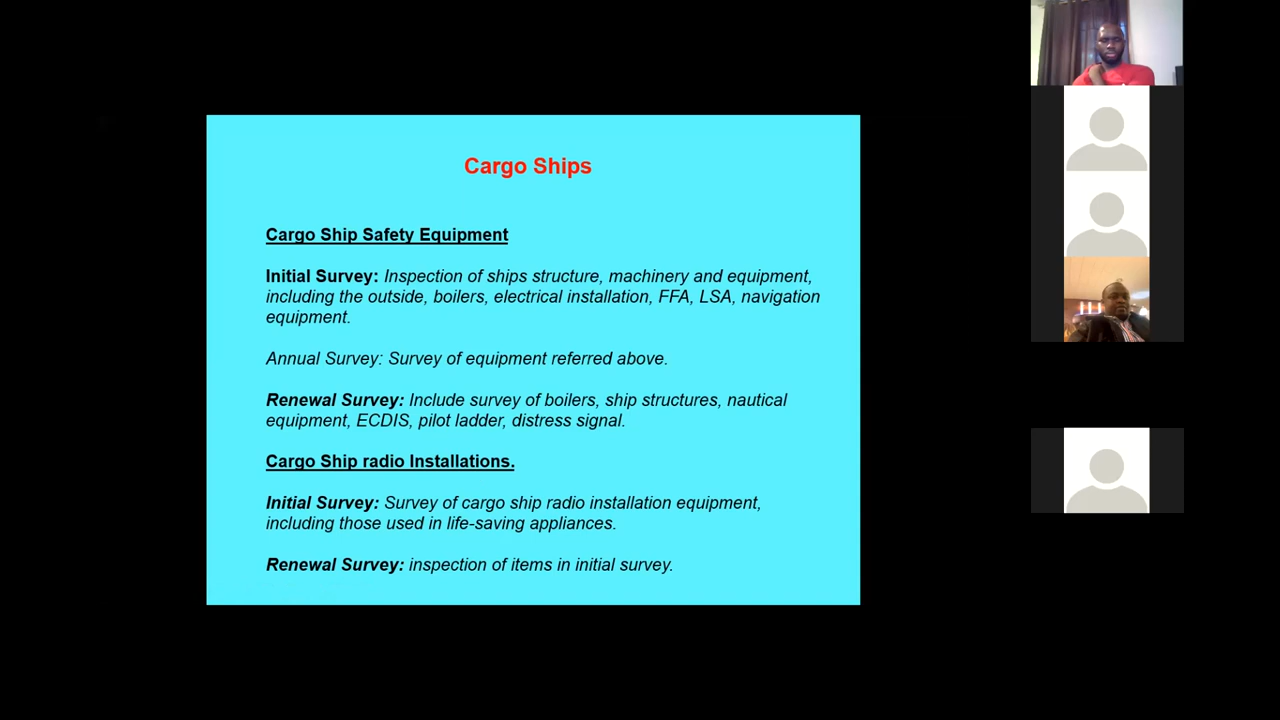 Cargo Ships
Cargo Ship Safety Equipment
Initial Survey: Inspection of ships structure, machinery and equipment,
including the outside, boilers, electrical installation, FFA, LSA, navigation
equipment.
Annual Survey: Survey of equipment referred above.
Renewal Survey: Include survey of boilers, ship structures, nautical
equipment, ECDIS, pilot ladder, distress signal.
Cargo Ship radio Installations.
Initial Survey: Survey of cargo ship radio installation equipment,
including those used in life-saving appliances.
Renewal Survey: inspection of items in initial survey.